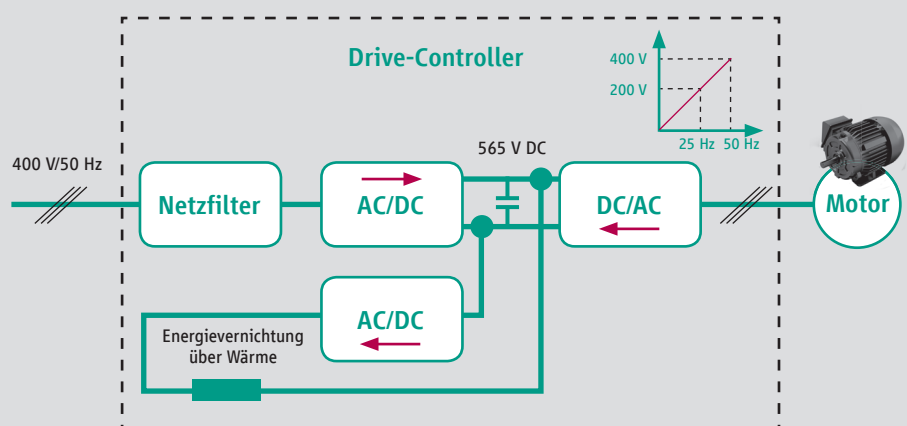 Drive-Controller
400 V
200 V
25 Hz 50 Hz
400 V/50 Hz
565 V DC
Netzfilter
AC/DC
DC/AC
Motor
AC/DC
Energievernichtung
über Wärme